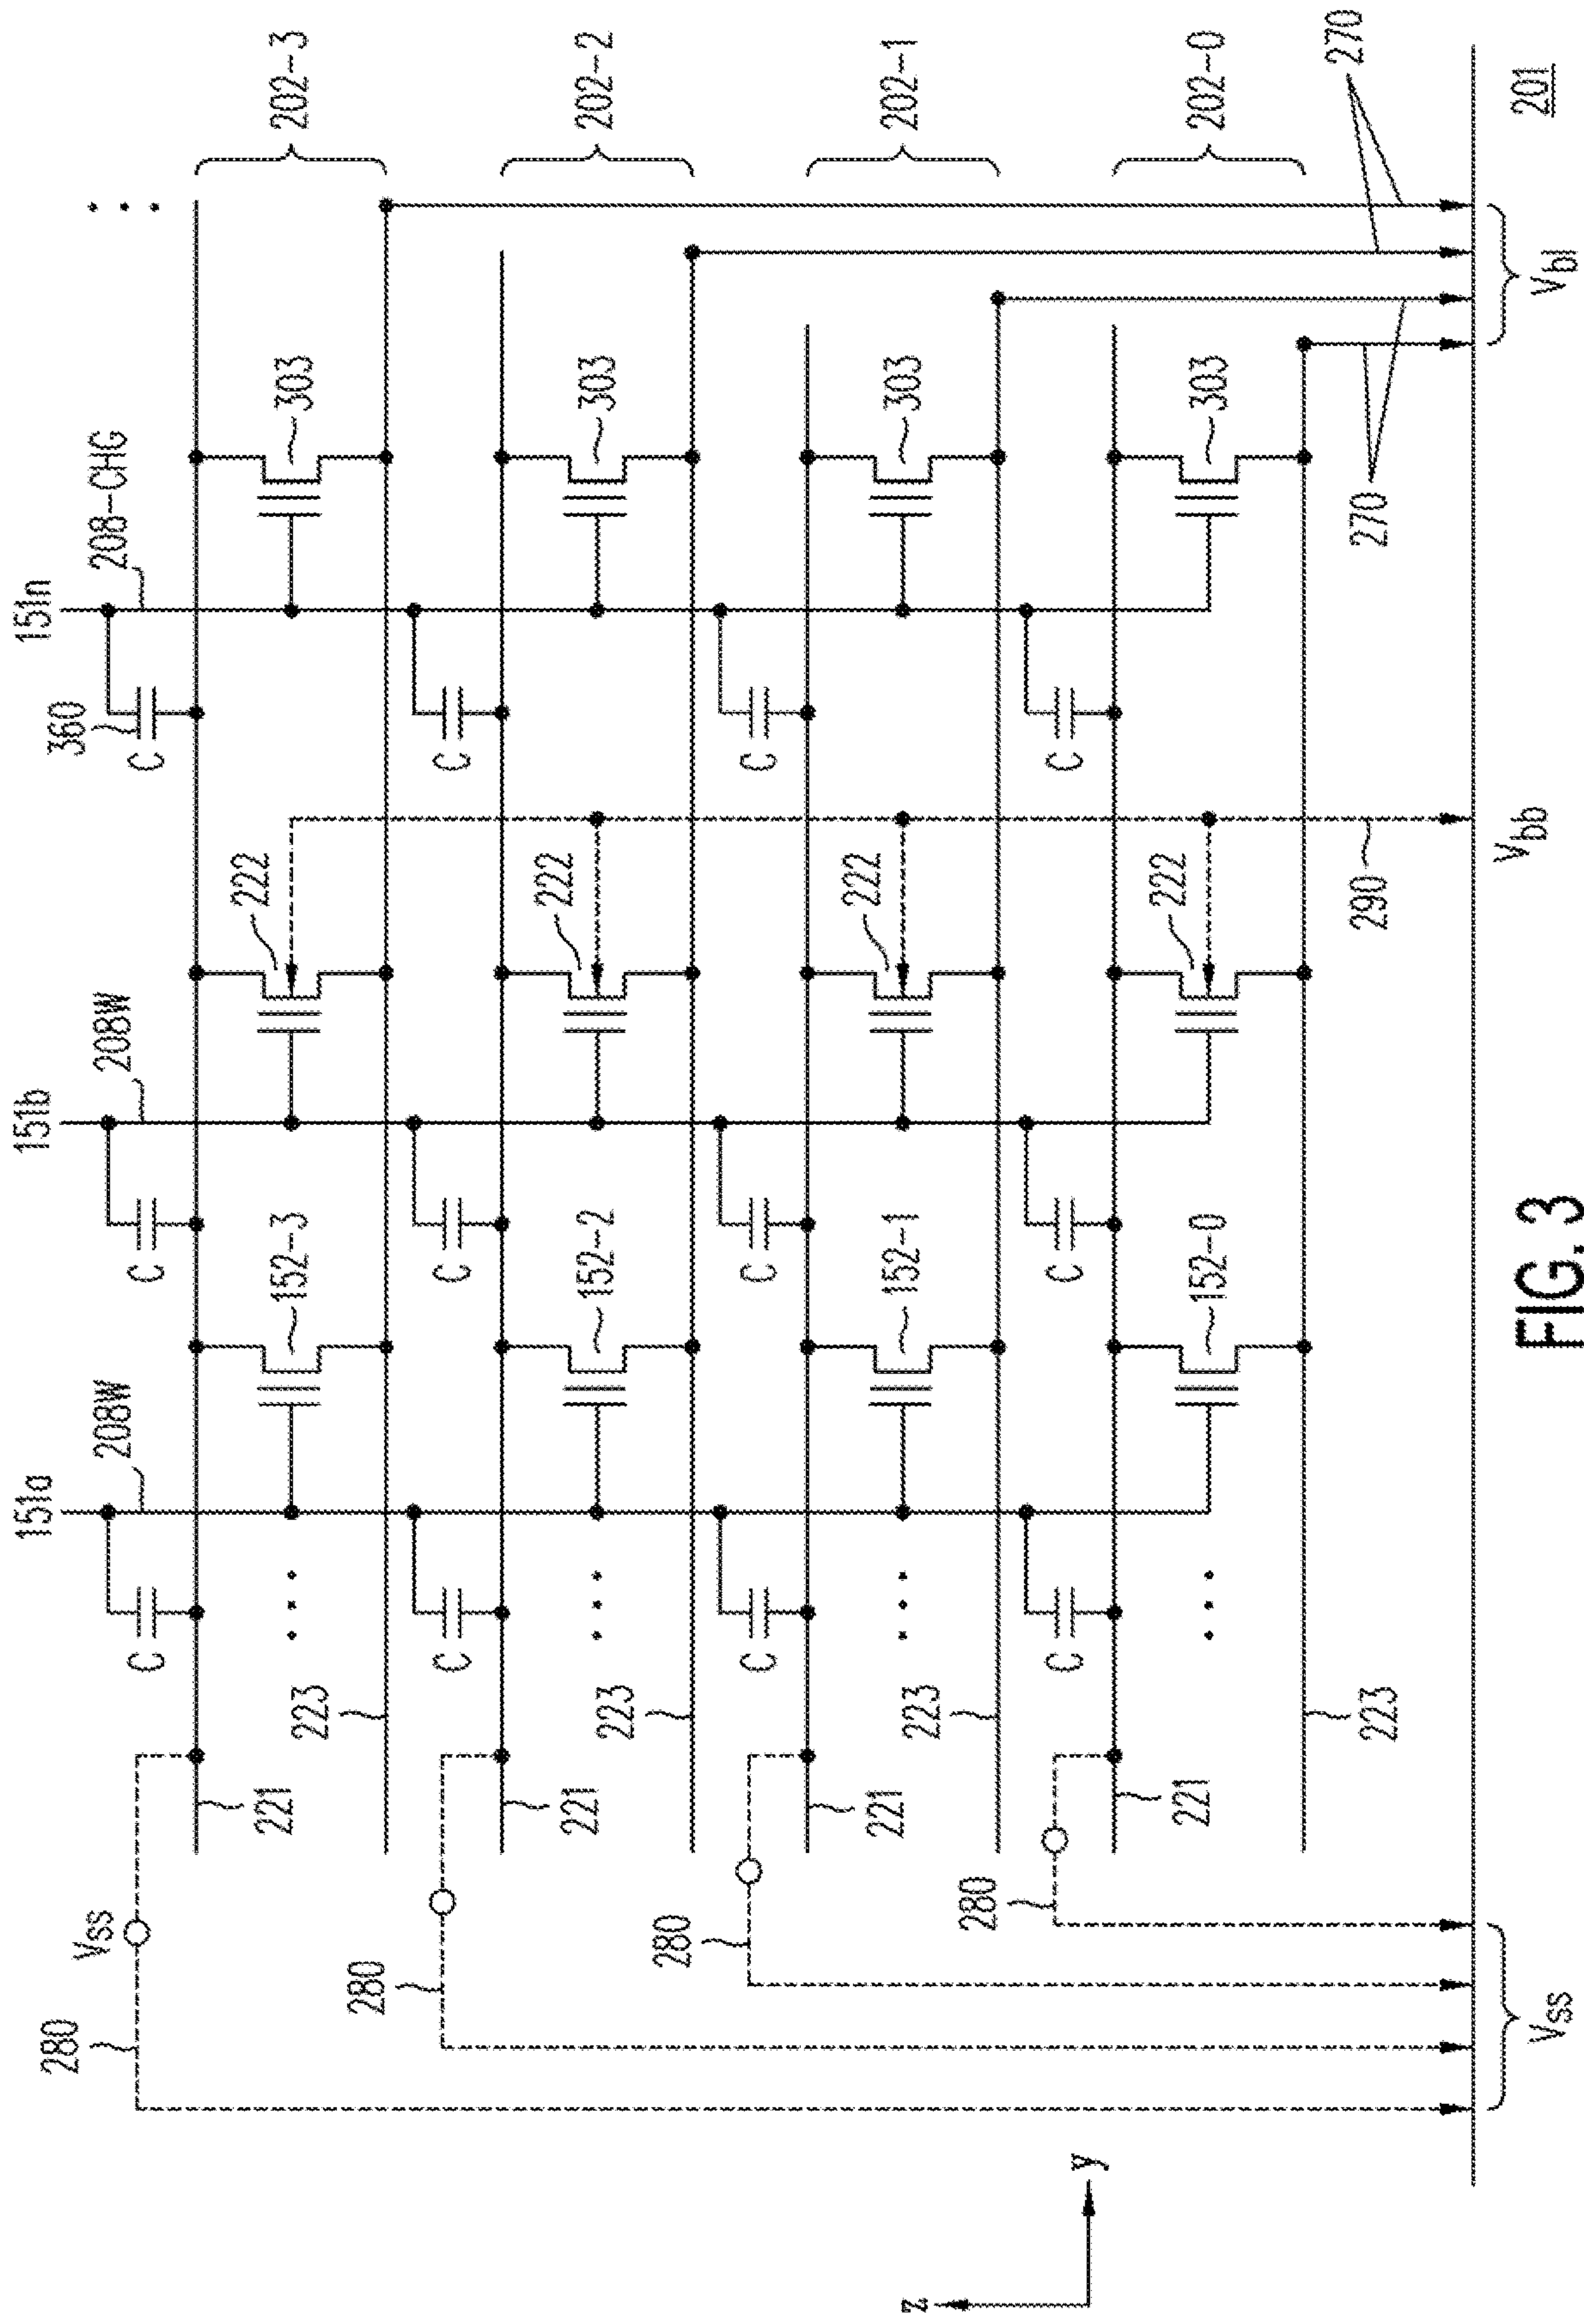 151a 151b 151n
280 360
Vss
208W 208W 208-CHG
C C C
221 223 152-3 222 303 202-3
280
C C C
221 223 152-2 222 303 202-2
280
C C C
221 223 152-1 222 303 202-1
z
280
C C C
y
221 152-0 222 303 202-0
223 290 270 270
Vss Vbb Vbl 201
FIG. 3